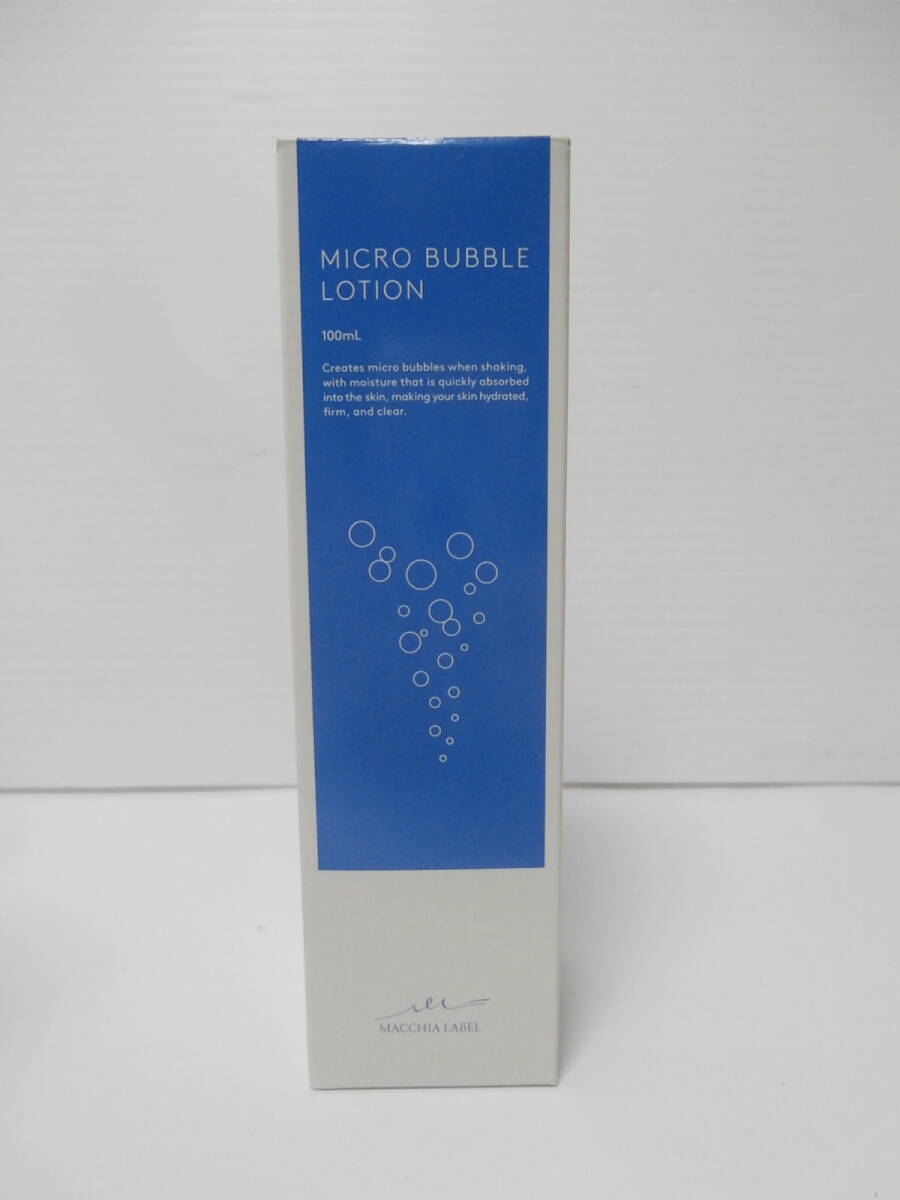 MICRO BUBBLE
LOTION
100mL
Creates micro bubbles when shaking,
with moisture that is quickly absorbed
into the skin, making your skin hydrated,
firm, and clear.
MACCHIA LABEL